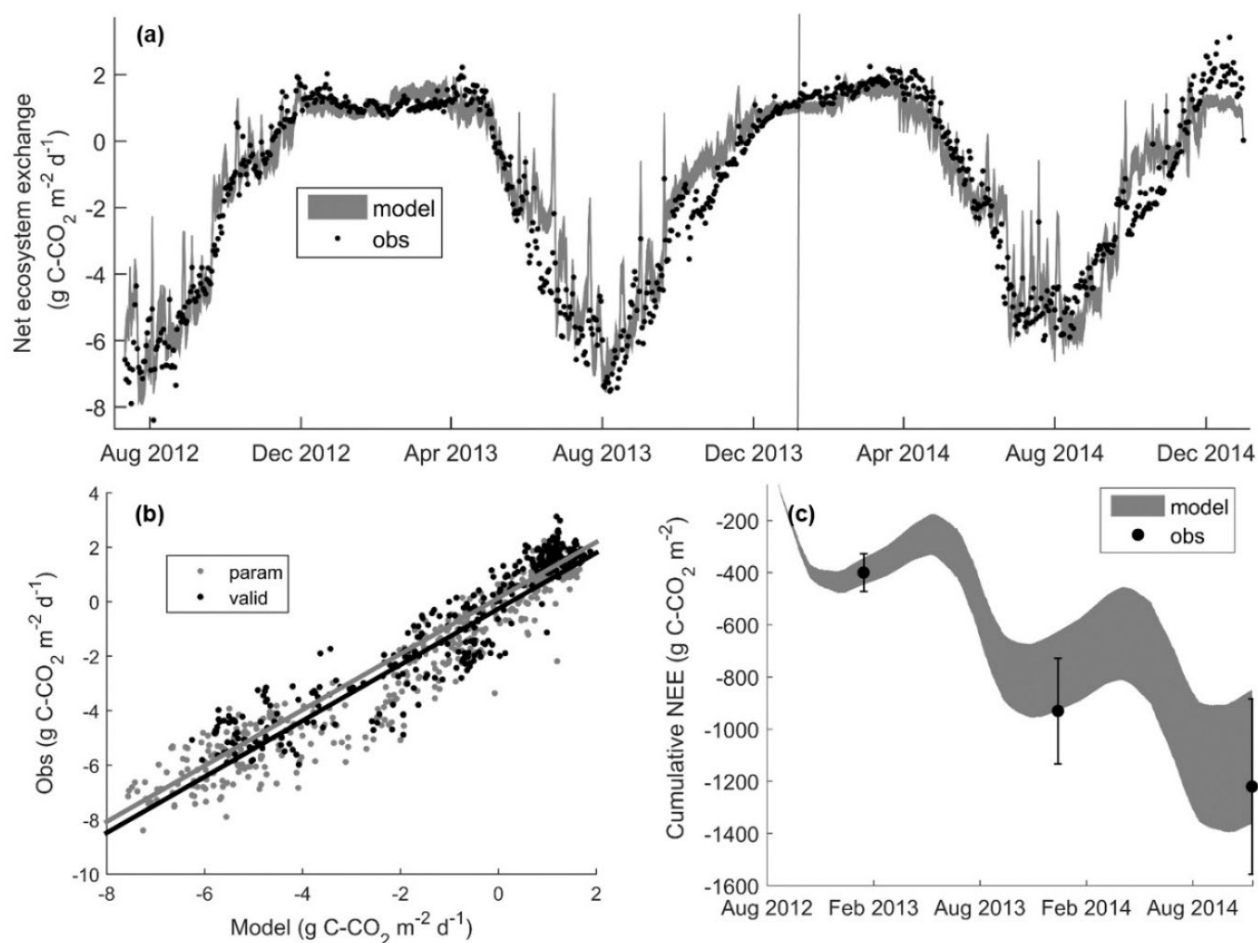 (a)
Net ecosystem exchange
(g C-CO2 m-2 d-1)
2
0
-2
-4
-6
-8
model
obs
Aug 2012
Dec 2012
Apr 2013
Aug 2013
Dec 2013
Apr 2014
Aug 2014
Dec 2014
(b)
Obs (g C-CO2 m-2 d-1)
4
2
0
-2
-4
-6
-8
-10
param
valid
-8
-6
-4
-2
0
2
Model (g C-CO2 m-2 d-1)
(c)
Cumulative NEE (g C-CO2 m-2)
-200
-400
-600
-800
-1000
-1200
-1400
-1600
model
obs
Aug 2012
Feb 2013
Aug 2013
Feb 2014
Aug 2014